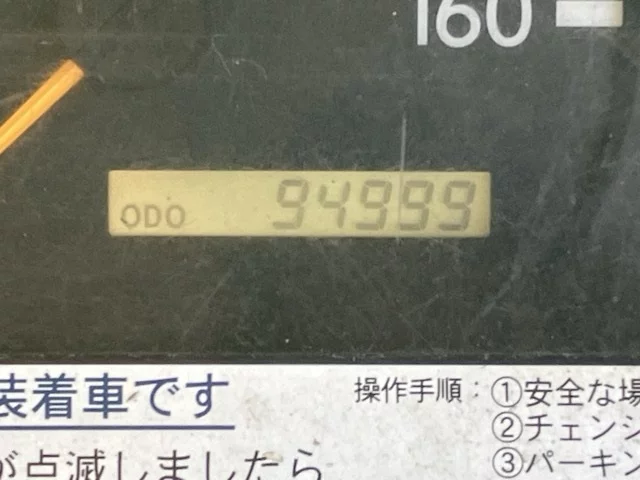 160
ODO 94999
装着車です
操作手順：①安全な場
が点滅しましたら
②チェンジ
③パーキン